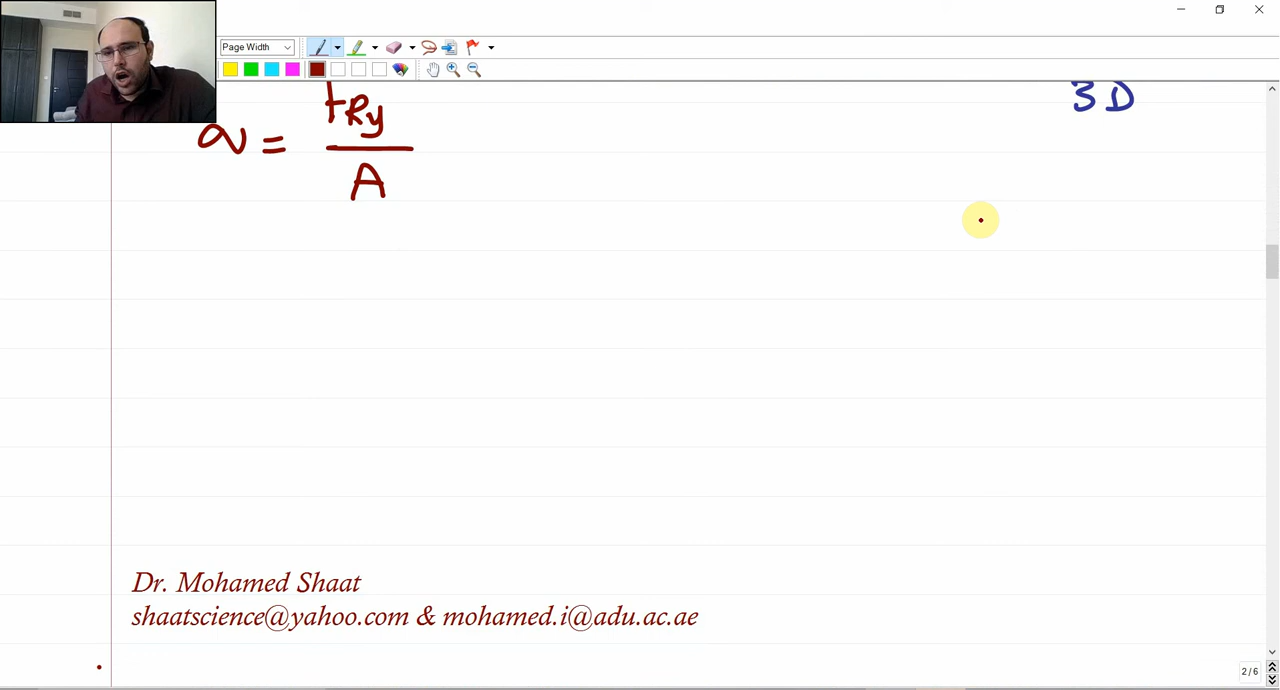 Page Width
3D
FRy
~ =
A
Dr. Mohamed Shaat
shaatscience@yahoo.com & mohamed.i@adu.ac.ae
2/6